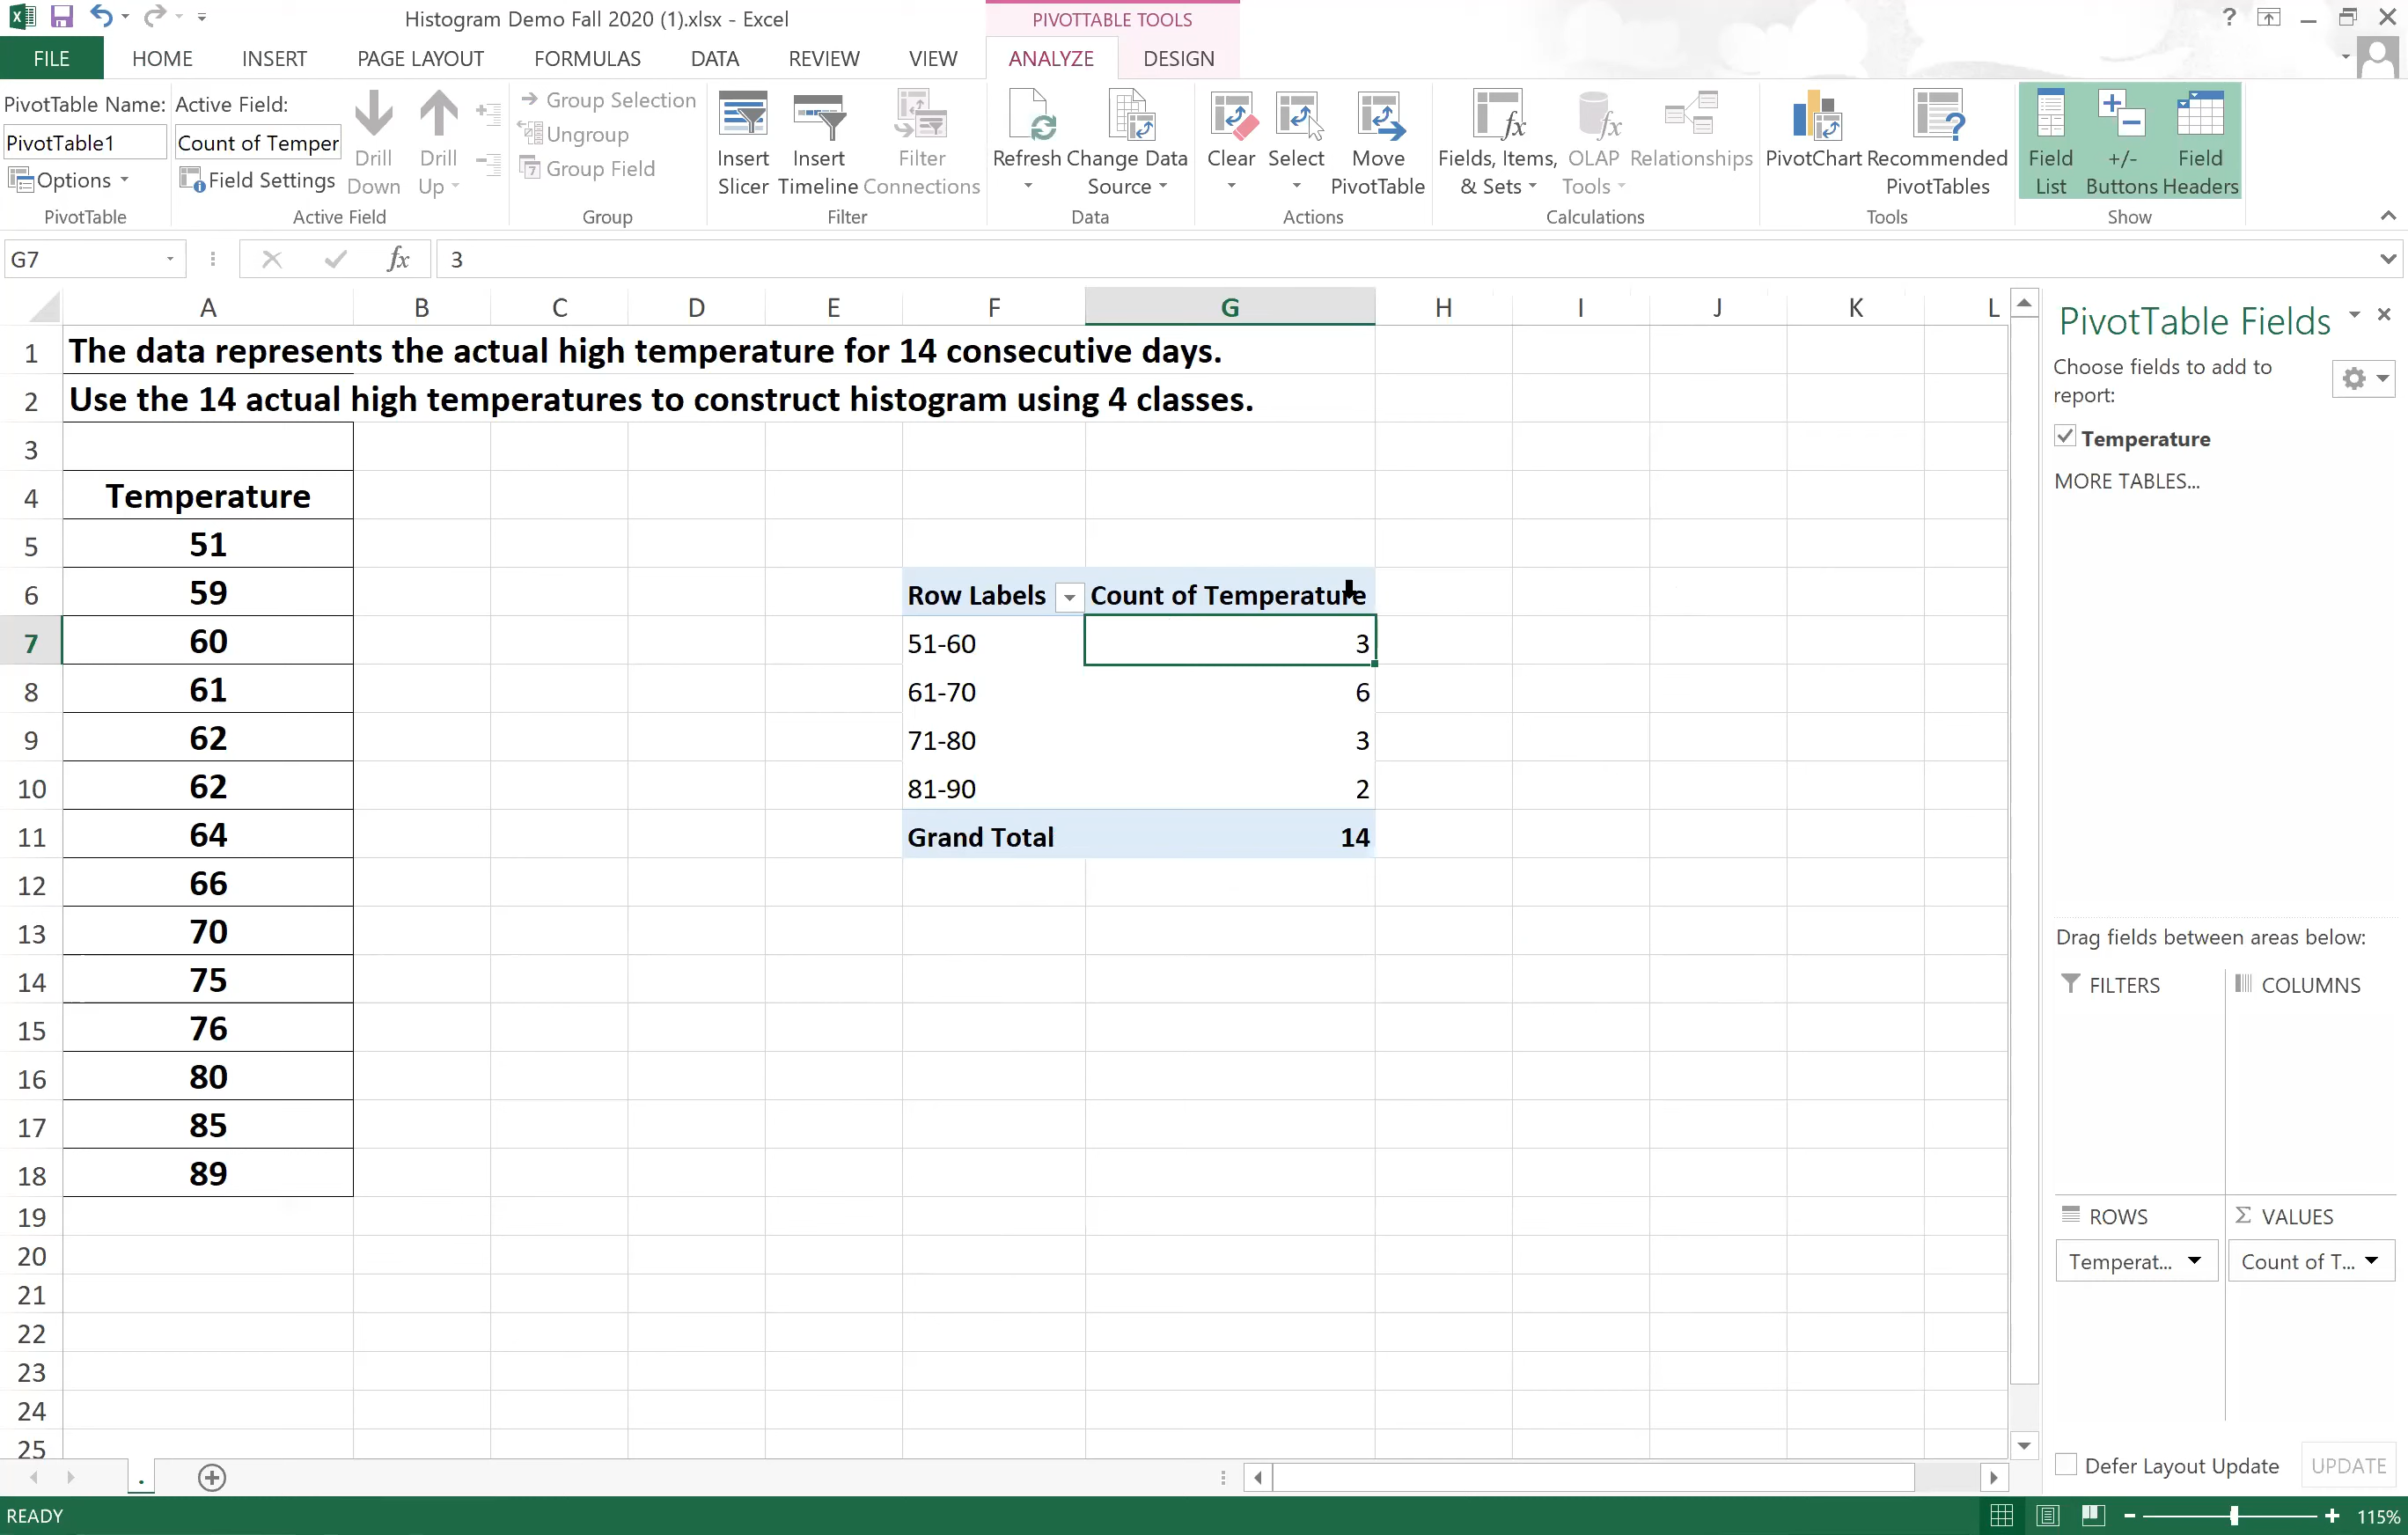 Histogram Demo Fall 2020 (1).xlsx - Excel
PIVOTTABLE TOOLS
?
FILE HOME INSERT PAGE LAYOUT FORMULAS DATA REVIEW VIEW ANALYZE DESIGN
PivotTable Name: Active Field:
PivotTable1 Count of Temper
Options Field Settings
Drill Down
Drill Up
Group Selection
Ungroup
Group Field
Insert Slicer
Insert Timeline
Filter Connections
Refresh
Change Data Source
Clear
Select
Move PivotTable
Fields, Items, & Sets
OLAP Tools
Relationships
PivotChart
Recommended PivotTables
Field List
+/- Buttons
Field Headers
PivotTable Active Field Group Filter Data Actions Calculations Tools Show
G7 fx 3
A B C D E F G H I J K L
1 The data represents the actual high temperature for 14 consecutive days.
2 Use the 14 actual high temperatures to construct histogram using 4 classes.
3
4 Temperature
5 51
6 59 Row Labels Count of Temperature
7 60 51-60 3
8 61 61-70 6
9 62 71-80 3
10 62 81-90 2
11 64 Grand Total 14
12 66
13 70
14 75
15 76
16 80
17 85
18 89
19
20
21
22
23
24
25
PivotTable Fields
Choose fields to add to
report:
Temperature
MORE TABLES...
Drag fields between areas below:
FILTERS COLUMNS
ROWS VALUES
Temperat... Count of T...
Defer Layout Update UPDATE
.
READY 115%